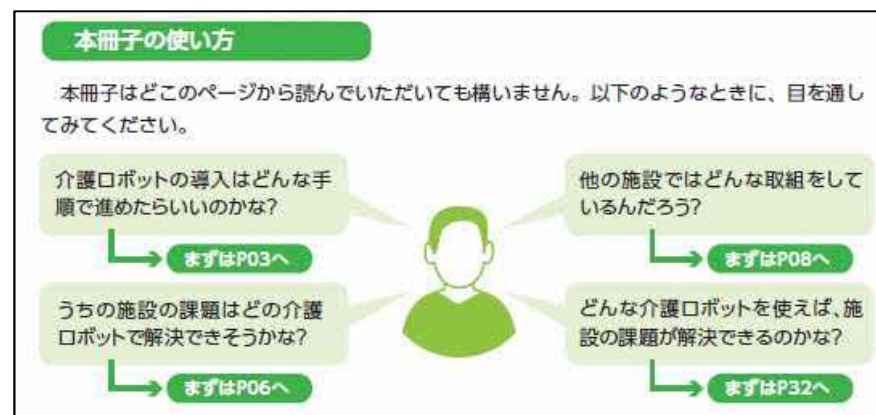 本冊子の使い方
本冊子はどこのページから読んでいただいても構いません。以下のようなときに、目を通し
てみてください。
介護ロボットの導入はどんな手
順で進めたらいいのかな?
まずはP03へ
他の施設ではどんな取組をして
いるんだろう?
まずはP08へ
うちの施設の課題はどの介護
ロボットで解決できそうかな?
まずはP06へ
どんな介護ロボットを使えば、施
設の課題が解決できるのかな?
まずはP32へ